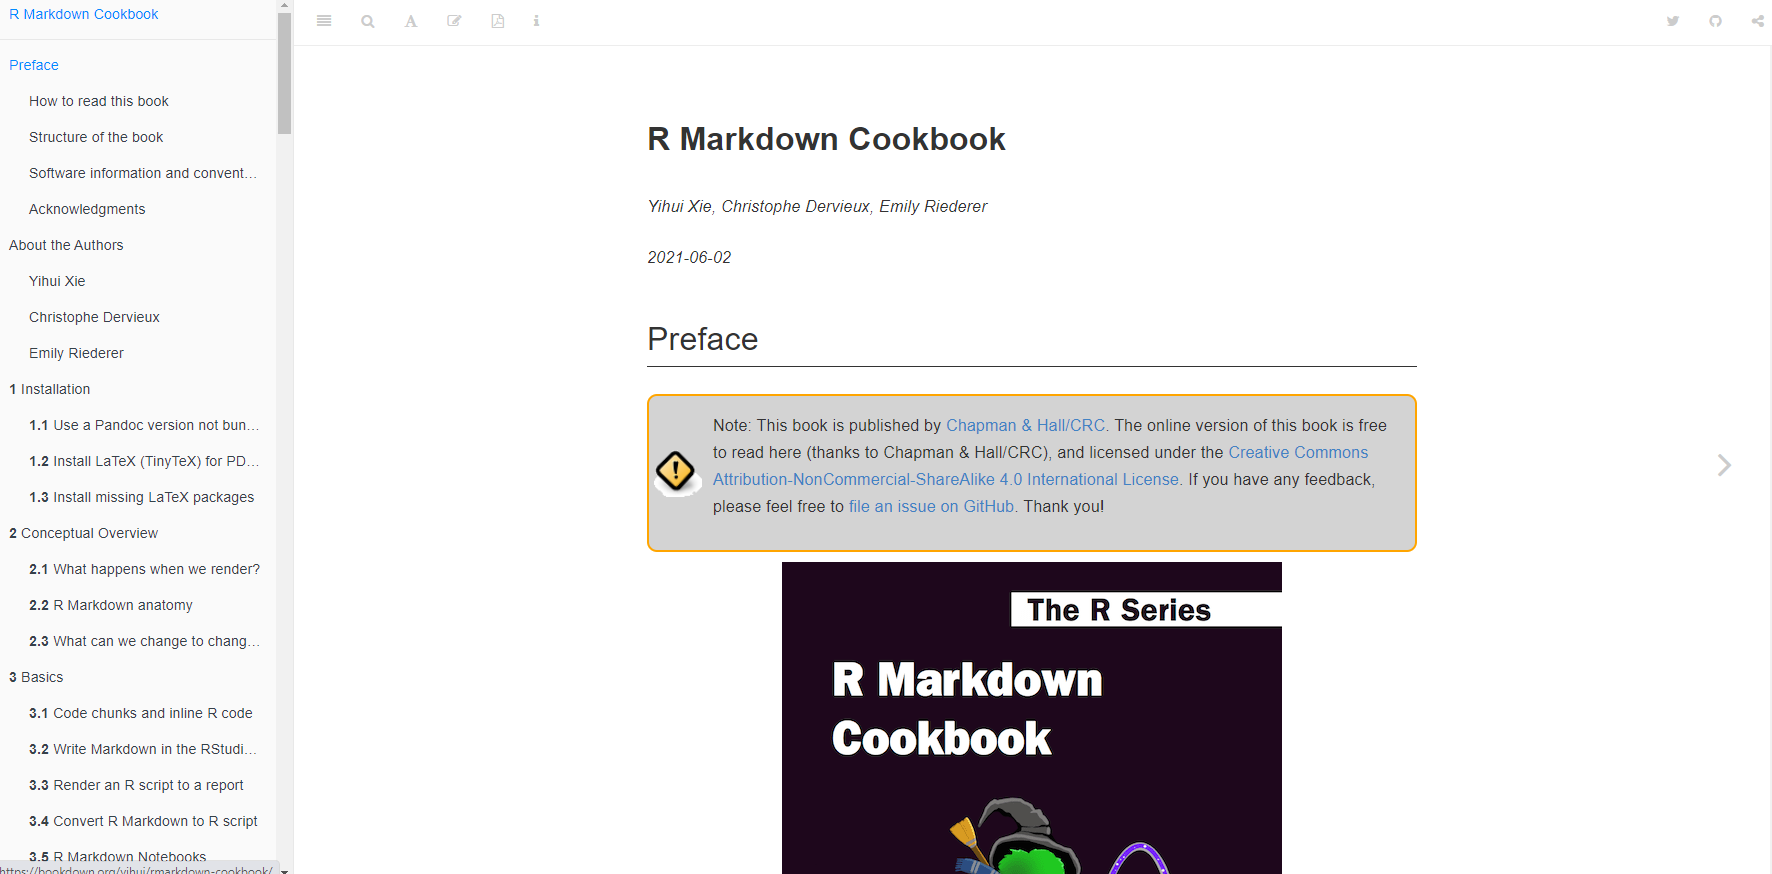 R Markdown Cookbook
Preface
How to read this book
Structure of the book
Software information and convent…
Acknowledgments
About the Authors
Yihui Xie
Christophe Dervieux
Emily Riederer
1 Installation
1.1 Use a Pandoc version not bun…
1.2 Install LaTeX (TinyTeX) for PD…
1.3 Install missing LaTeX packages
2 Conceptual Overview
2.1 What happens when we render?
2.2 R Markdown anatomy
2.3 What can we change to chang…
3 Basics
3.1 Code chunks and inline R code
3.2 Write Markdown in the RStudi…
3.3 Render an R script to a report
3.4 Convert R Markdown to R script
3.5 R Markdown Notebooks
https://bookdown.org/yihui/rmarkdown-cookbook/
R Markdown Cookbook
Yihui Xie, Christophe Dervieux, Emily Riederer
2021-06-02
Preface
Note: This book is published by Chapman & Hall/CRC. The online version of this book is free
to read here (thanks to Chapman & Hall/CRC), and licensed under the Creative Commons
Attribution-NonCommercial-ShareAlike 4.0 International License. If you have any feedback,
please feel free to file an issue on GitHub. Thank you!
The R Series
R Markdown
Cookbook